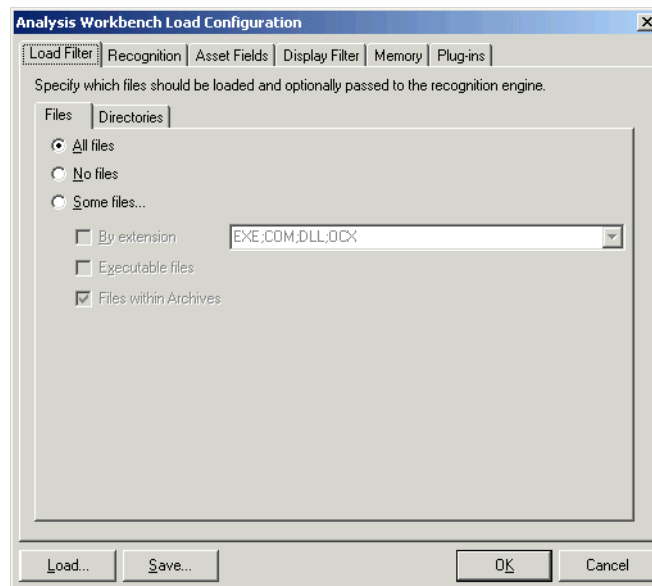 Analysis Workbench Load Configuration
Load Filter Recognition Asset Fields Display Filter Memory Plug-ins
Specify which files should be loaded and optionally passed to the recognition engine.
Files Directories
All files
No files
Some files...
By extension EXE;COM;DLL;OCX
Executable files
Files within Archives
Load... Save... OK Cancel